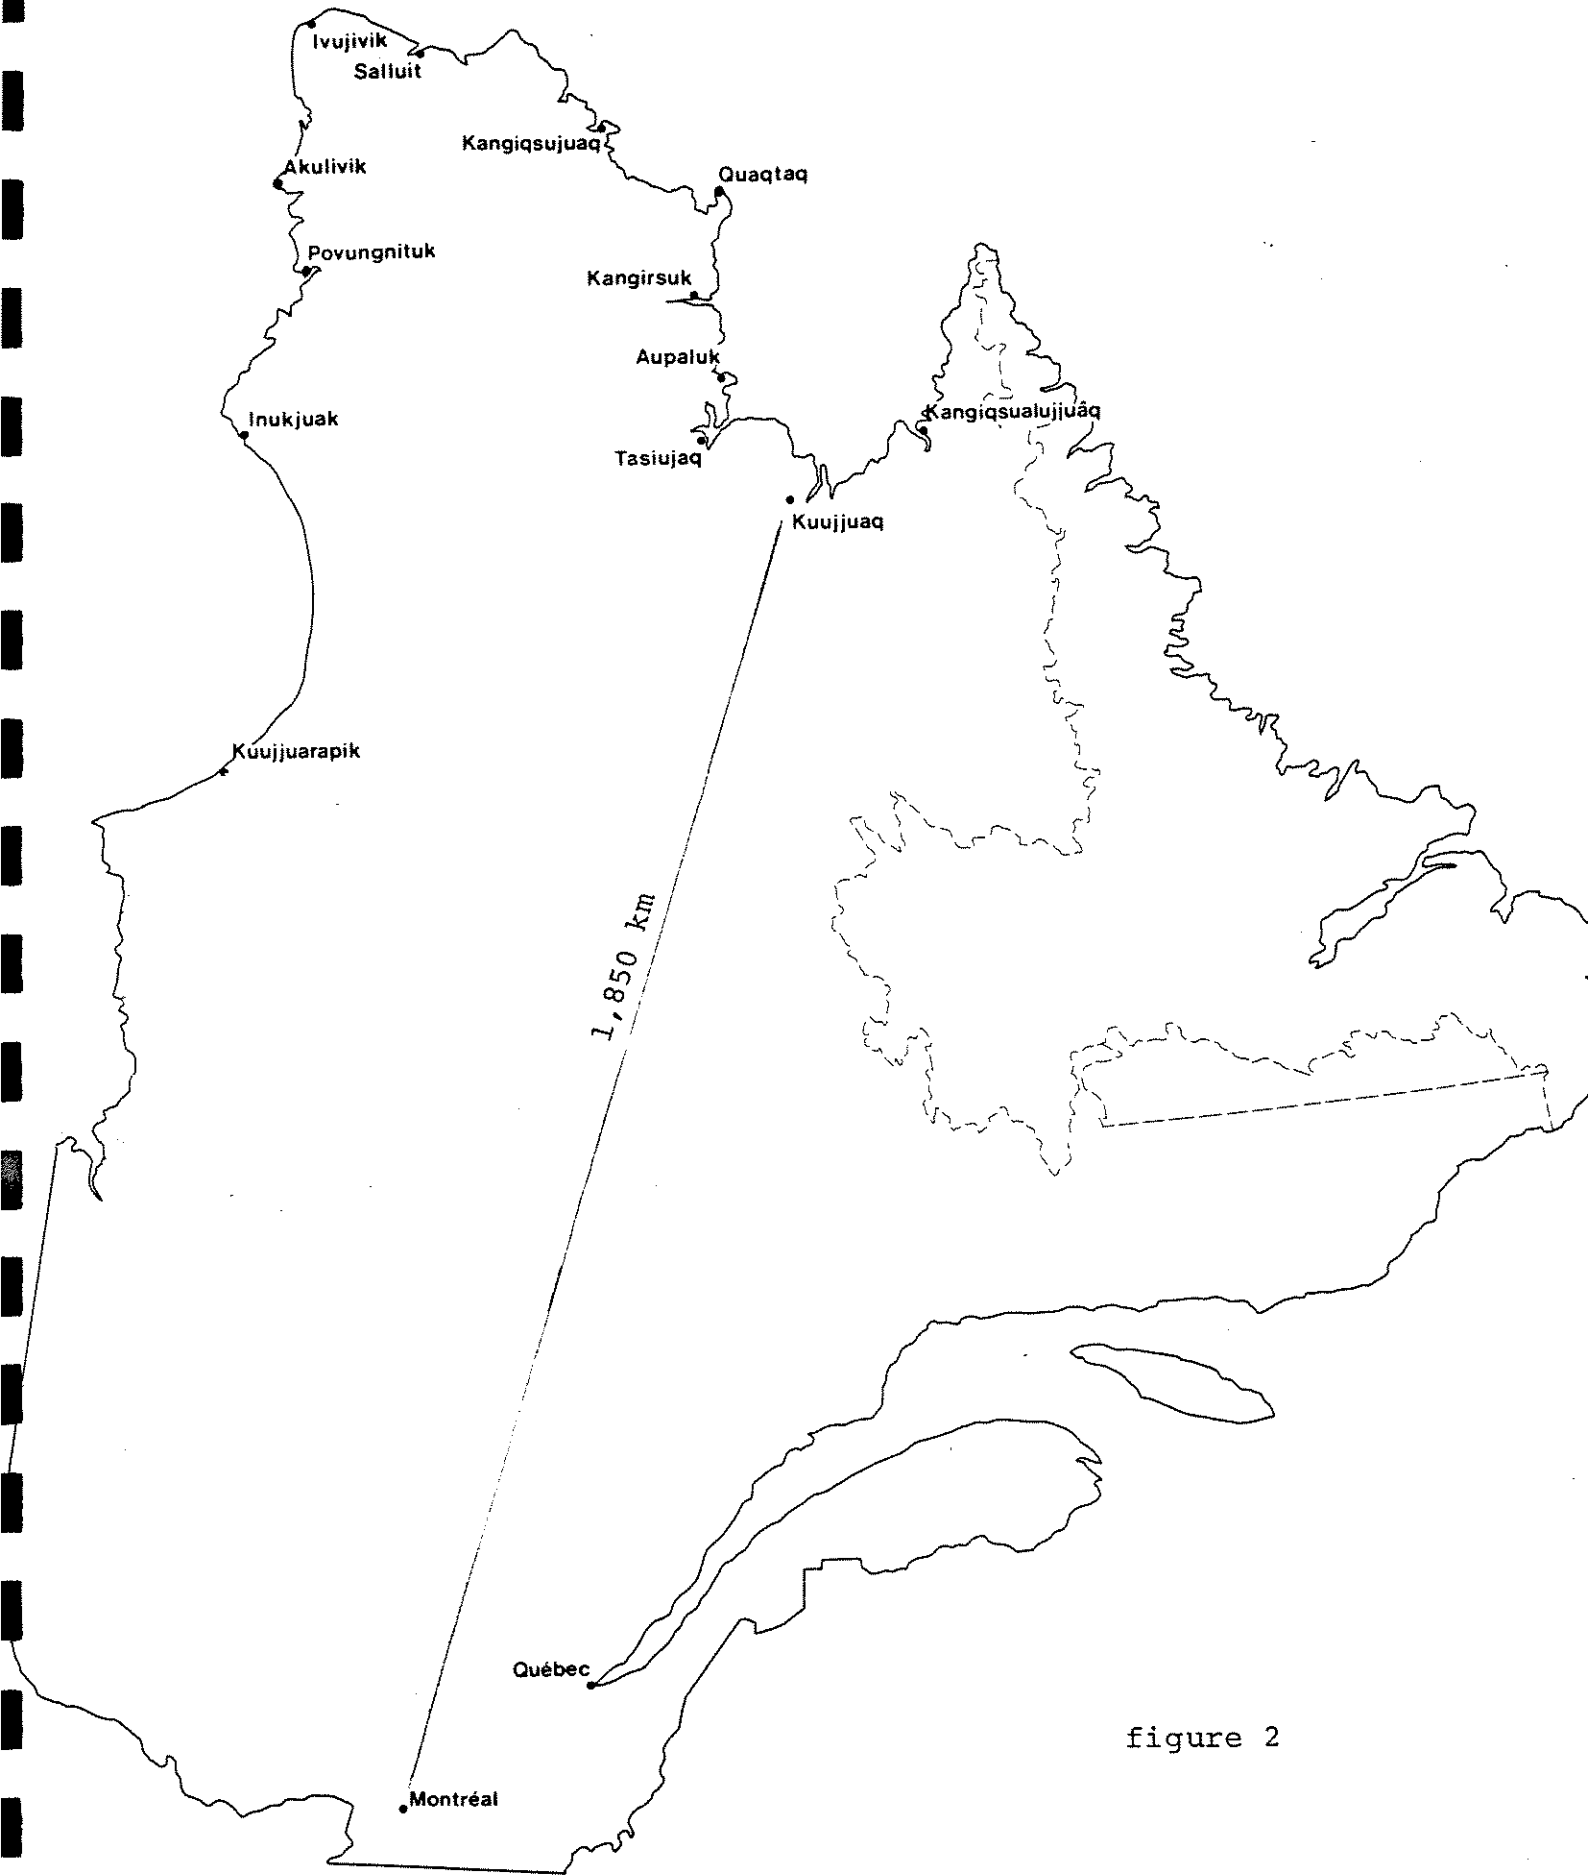 Ivujivik
Salluit
Kangiqsujuaq
Akulivik
Quaqtaq
Povungnituk
Kangirsuk
Aupaluk
Kangiqsualujjuâq
Inukjuak
Tasiujaq
Kuujjuaq
Kuujjuarapik
1,850 km
Québec
figure 2
Montréal